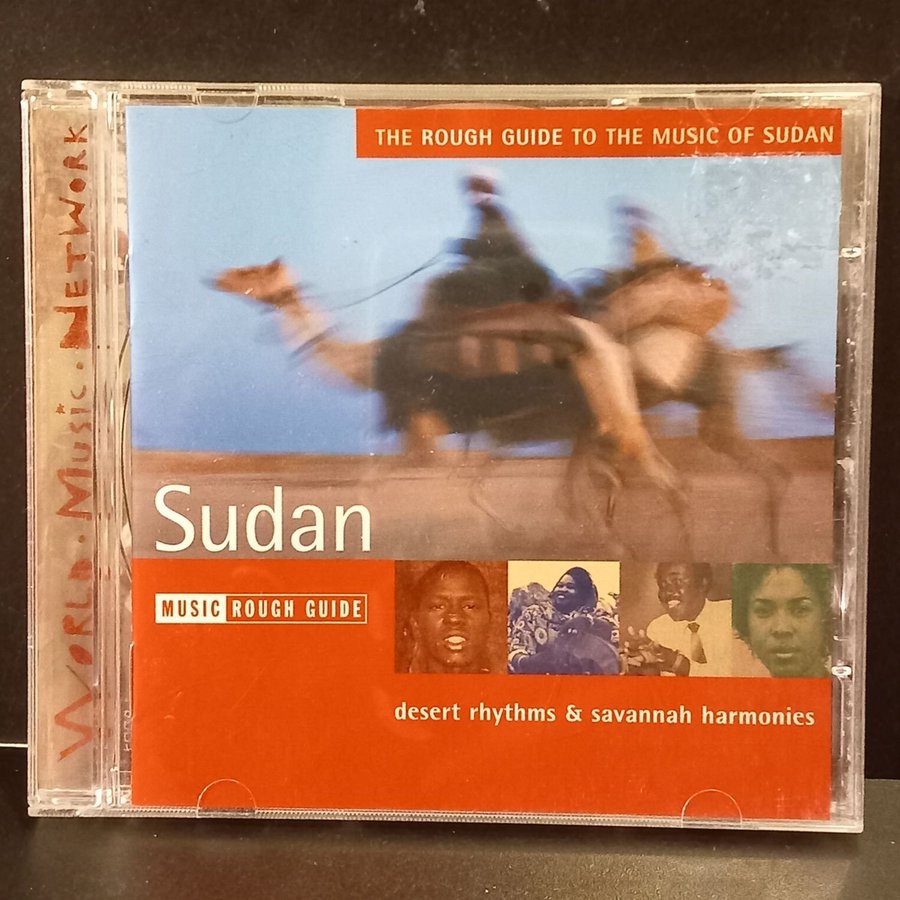 THE ROUGH GUIDE TO THE MUSIC OF SUDAN
WORLD · MUSiC · NETWORK
Sudan
MUSIC ROUGH GUIDE
desert rhythms & savannah harmonies